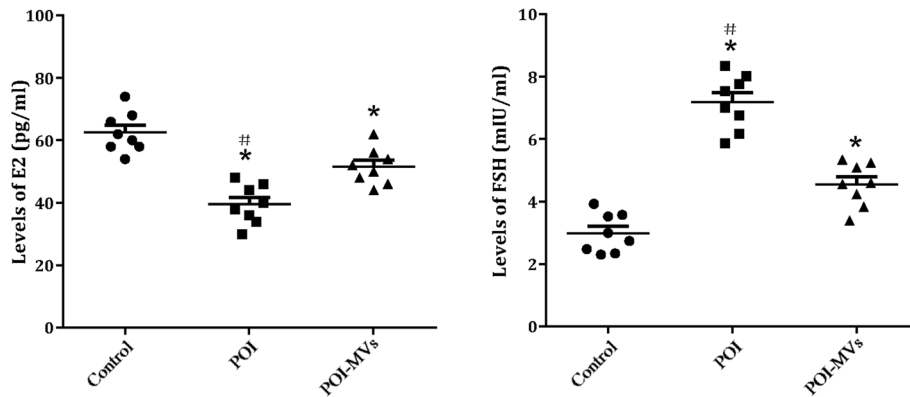 Levels of E2 (pg/ml)
100
80
60
40
20
0
#
*
*
Control
POI
POI-MVs
Levels of FSH (mIU/ml)
10
8
6
4
2
0
#
*
*
Control
POI
POI-MVs